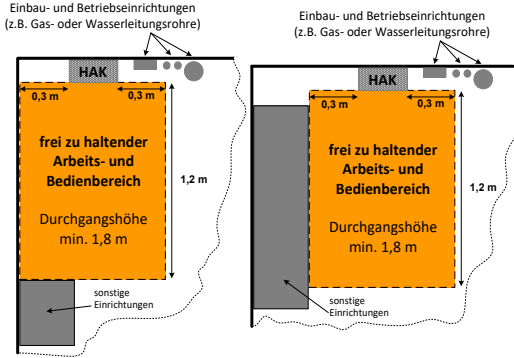 Einbau- und Betriebseinrichtungen
(z.B. Gas- oder Wasserleitungsrohre)
HAK
0,3 m
0,3 m
frei zu haltender
Arbeits- und
Bedienbereich
1,2 m
Durchgangshöhe
min. 1,8 m
sonstige
Einrichtungen
Einbau- und Betriebseinrichtungen
(z.B. Gas- oder Wasserleitungsrohre)
HAK
0,3 m
0,3 m
frei zu haltender
Arbeits- und
Bedienbereich
1,2 m
Durchgangshöhe
min. 1,8 m
sonstige
Einrichtungen